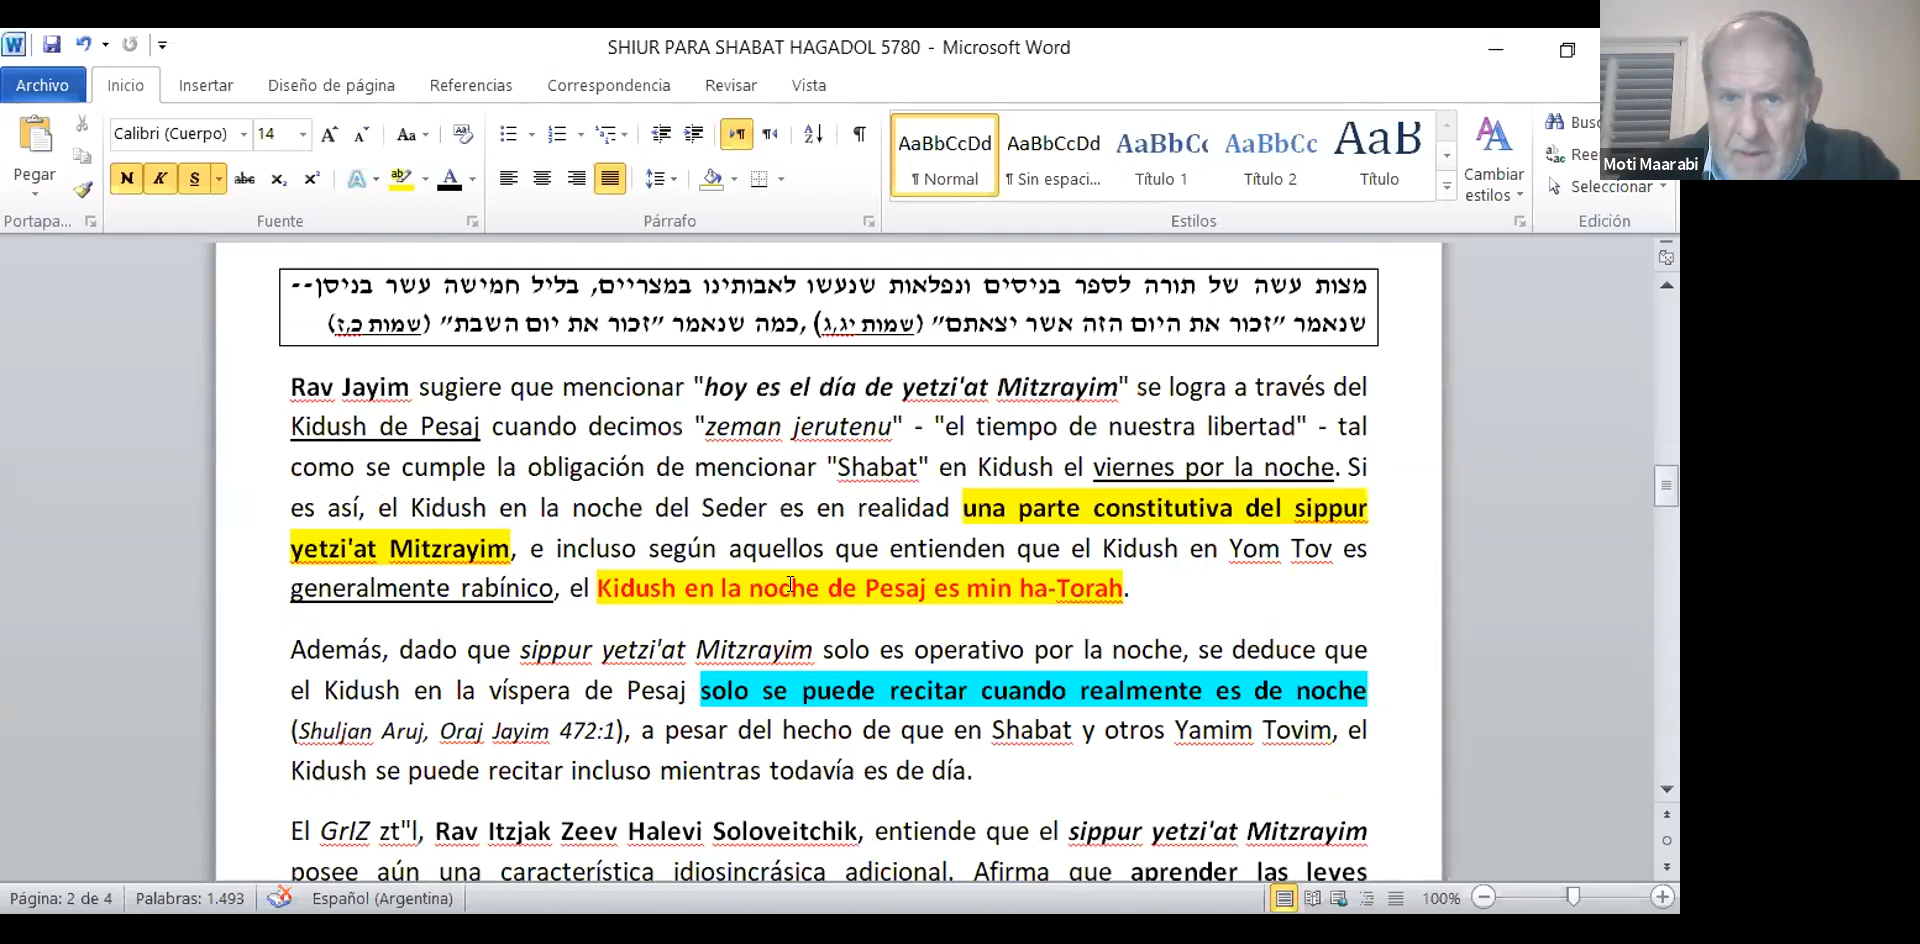 SHIUR PARA SHABAT HAGADOL 5780 - Microsoft Word
Archivo Inicio Insertar Diseño de página Referencias Correspondencia Revisar Vista
Pegar
Calibri (Cuerpo) 14
N K S abc x₂ x² A
AaBbCcDd AaBbCcDd AaBbCc AaBbCc AaB
¶ Normal ¶ Sin espaci... Título 1 Título 2 Título
Cambiar
estilos
Seleccionar
Moti Maarabi
Portapa... Fuente Párrafo Estilos Edición
מצות עשה של תורה לספר בניסים ונפלאות שנעשו לאבותינו במצריים, בליל חמישה עשר בניסן--
שנאמר "זכור את היום הזה אשר יצאתם" (שמות יג,ג), כמה שנאמר "זכור את יום השבת" (שמות כ,ז)
Rav Jayim sugiere que mencionar "hoy es el día de yetzi'at Mitzrayim" se logra a través del
Kidush de Pesaj cuando decimos "zeman jerutenu" - "el tiempo de nuestra libertad" - tal
como se cumple la obligación de mencionar "Shabat" en Kidush el viernes por la noche. Si
es así, el Kidush en la noche del Seder es en realidad una parte constitutiva del sippur
yetzi'at Mitzrayim, e incluso según aquellos que entienden que el Kidush en Yom Tov es
generalmente rabínico, el Kidush en la noche de Pesaj es min ha-Torah.
Además, dado que sippur yetzi'at Mitzrayim solo es operativo por la noche, se deduce que
el Kidush en la víspera de Pesaj solo se puede recitar cuando realmente es de noche
(Shuljan Aruj, Oraj Jayim 472:1), a pesar del hecho de que en Shabat y otros Yamim Tovim, el
Kidush se puede recitar incluso mientras todavía es de día.
El GrIZ zt"l, Rav Itzjak Zeev Halevi Soloveitchik, entiende que el sippur yetzi'at Mitzrayim
posee aún una característica idiosincrásica adicional. Afirma que aprender las leyes
Página: 2 de 4 Palabras: 1.493 Español (Argentina) 100%